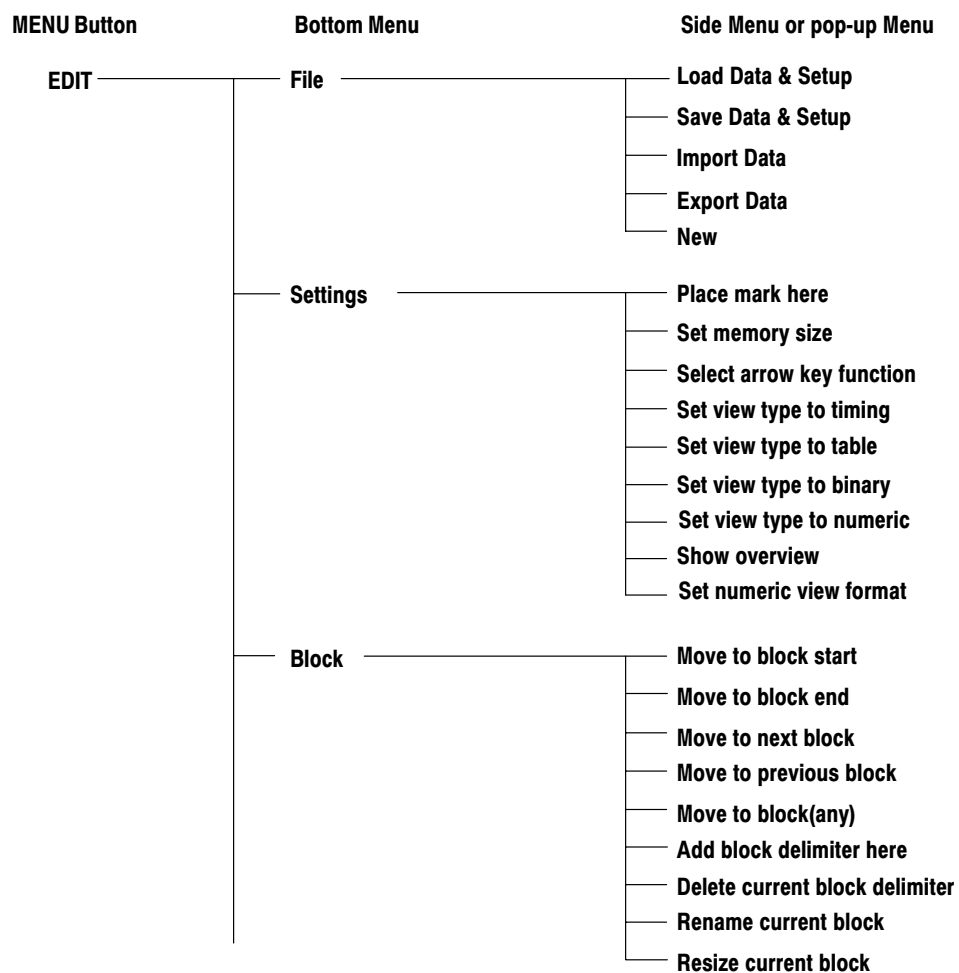 MENU Button Bottom Menu Side Menu or pop-up Menu
EDIT File Load Data & Setup
Save Data & Setup
Import Data
Export Data
New
Settings Place mark here
Set memory size
Select arrow key function
Set view type to timing
Set view type to table
Set view type to binary
Set view type to numeric
Show overview
Set numeric view format
Block Move to block start
Move to block end
Move to next block
Move to previous block
Move to block(any)
Add block delimiter here
Delete current block delimiter
Rename current block
Resize current block